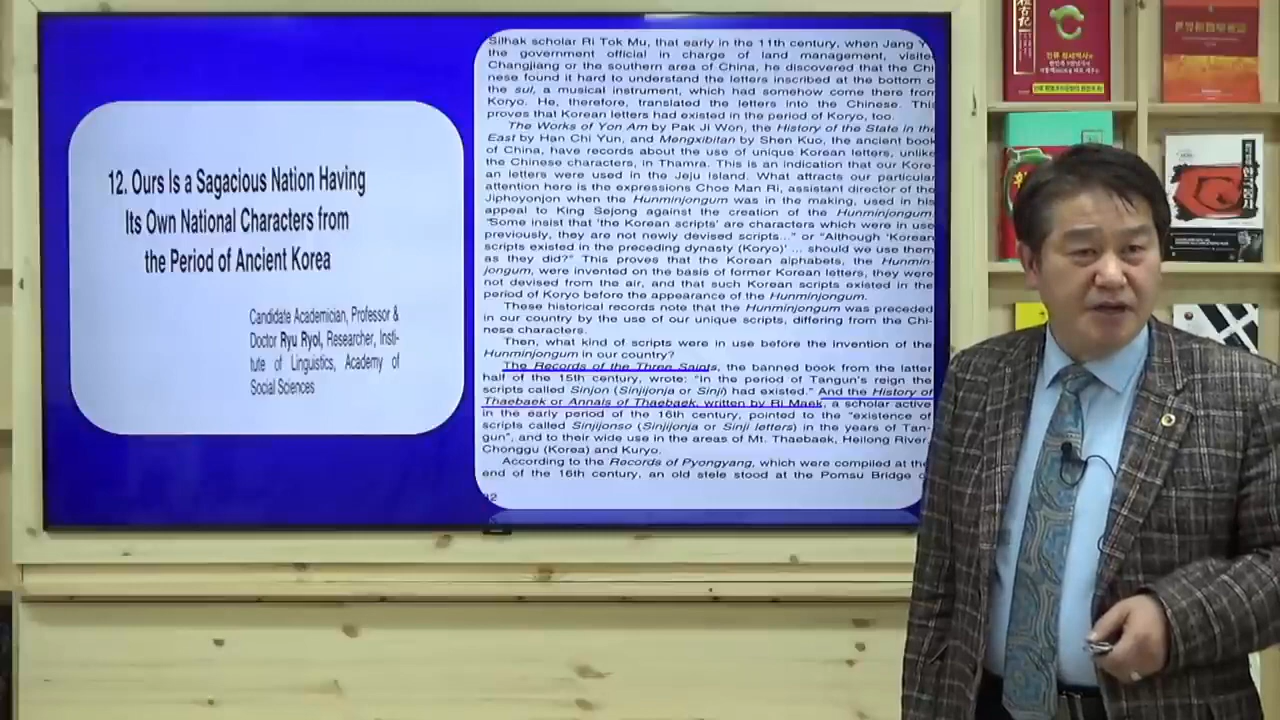 12. Ours Is a Sagacious Nation Having
Its Own National Characters from
the Period of Ancient Korea
Candidate Academician, Professor &
Doctor Ryu Ryol, Researcher, Insti-
tute of Linguistics, Academy of
Social Sciences
Silhak scholar Ri Tok Mu, that early in the 11th century, when Jang
the government official in charge of land management, visite
Changjiang or the southern area of China, he discovered that the Chi
nese found it hard to understand the letters inscribed at the bottom o
the sul, a musical instrument, which had somehow come there from
Koryo. He, therefore, translated the letters into the Chinese. This
proves that Korean letters had existed in the period of Koryo, too.
The Works of Yon Am by Pak Ji Won, the History of the State in the
East by Han Chi Yun, and Mengxibitan by Shen Kuo, the ancient book
of China, have records about the use of unique Korean letters, unlike
the Chinese characters, in Thamra. This is an indication that our Kore-
an letters were used in the Jeju Island. What attracts our particular
attention here is the expressions Choe Man Ri, assistant director of the
Jiphoyonjon when the Hunminjongum was in the making, used in his
appeal to King Sejong against the creation of the Hunminjongum.
"Some insist that 'the Korean scripts' are characters which were in use
previously, they are not newly devised scripts..." or "Although 'Korean
scripts existed in the preceding dynasty (Koryo)' ... should we use them
as they did?" This proves that the Korean alphabets, the Hunmin-
jongum, were invented on the basis of former Korean letters, they were
not devised from the air, and that such Korean scripts existed in the
period of Koryo before the appearance of the Hunminjongum.
These historical records note that the Hunminjongum was preceded
in our country by the use of our unique scripts, differing from the Chi-
nese characters.
Then, what kind of scripts were in use before the invention of the
Hunminjongum in our country?
The Records of the Three Saints, the banned book from the latter
half of the 15th century, wrote: "In the period of Tangun's reign the
scripts called Sinjon (Sinjijonja or Sinji) had existed." And the History of
Thaebaek or Annals of Thaebaek, written by Ri Maek, a scholar active
in the early period of the 16th century, pointed to the "existence of
scripts called Sinjijonso (Sinjijonja or Sinji letters) in the years of Tan-
gun", and to their wide use in the areas of Mt. Thaebaek, Heilong River,
Chonggu (Korea) and Kuryo.
According to the Records of Pyongyang, which were compiled at the
end of the 16th century, an old stele stood at the Pomsu Bridge o